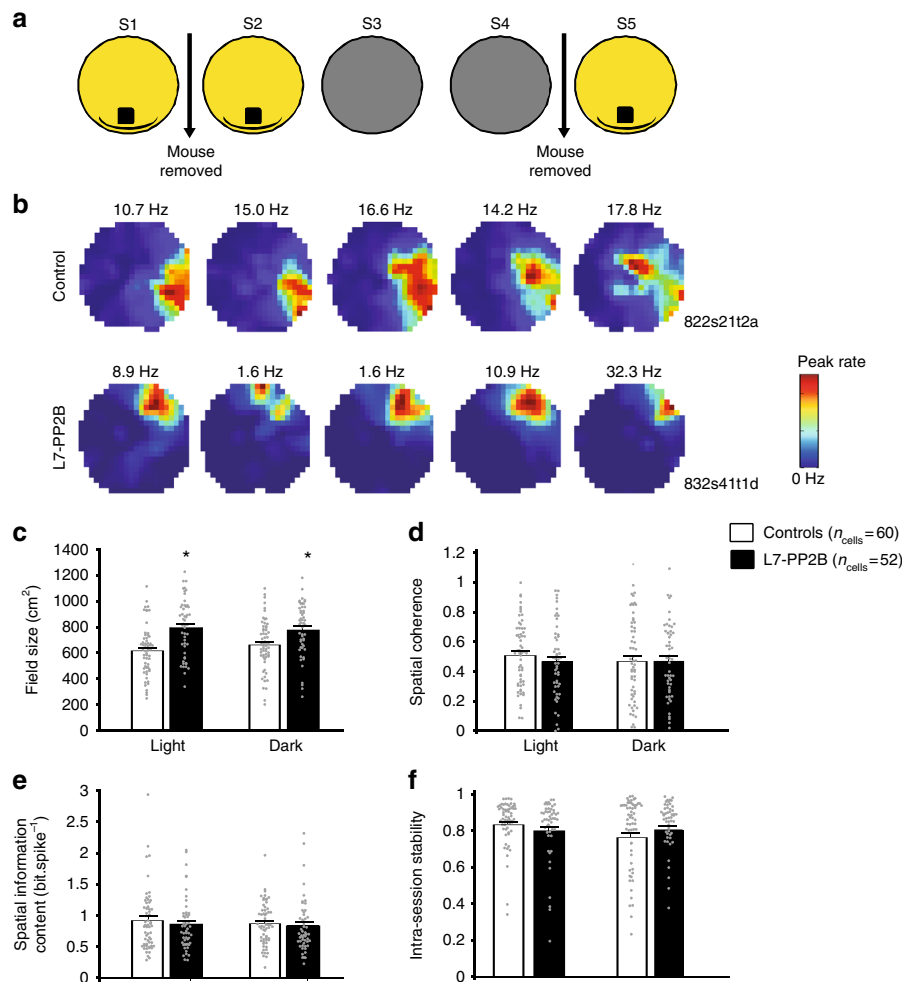 a
S1 S2 S3 S4 S5
Mouse removed
Mouse removed
b
10.7 Hz 15.0 Hz 16.6 Hz 14.2 Hz 17.8 Hz
Control
822s21t2a
8.9 Hz 1.6 Hz 1.6 Hz 10.9 Hz 32.3 Hz
L7-PP2B
832s41t1d
Peak rate
0 Hz
Controls (n_cells = 60)
L7-PP2B (n_cells = 52)
c
Field size (cm²)
1400
1200
1000
800
600
400
200
0
* *
Light Dark
d
Spatial coherence
1.2
1
0.8
0.6
0.4
0.2
0
Light Dark
e
Spatial information
content (bit.spike⁻¹)
3
2.5
2
1.5
1
0.5
0
f
Intra-session stability
1
0.8
0.6
0.4
0.2
0